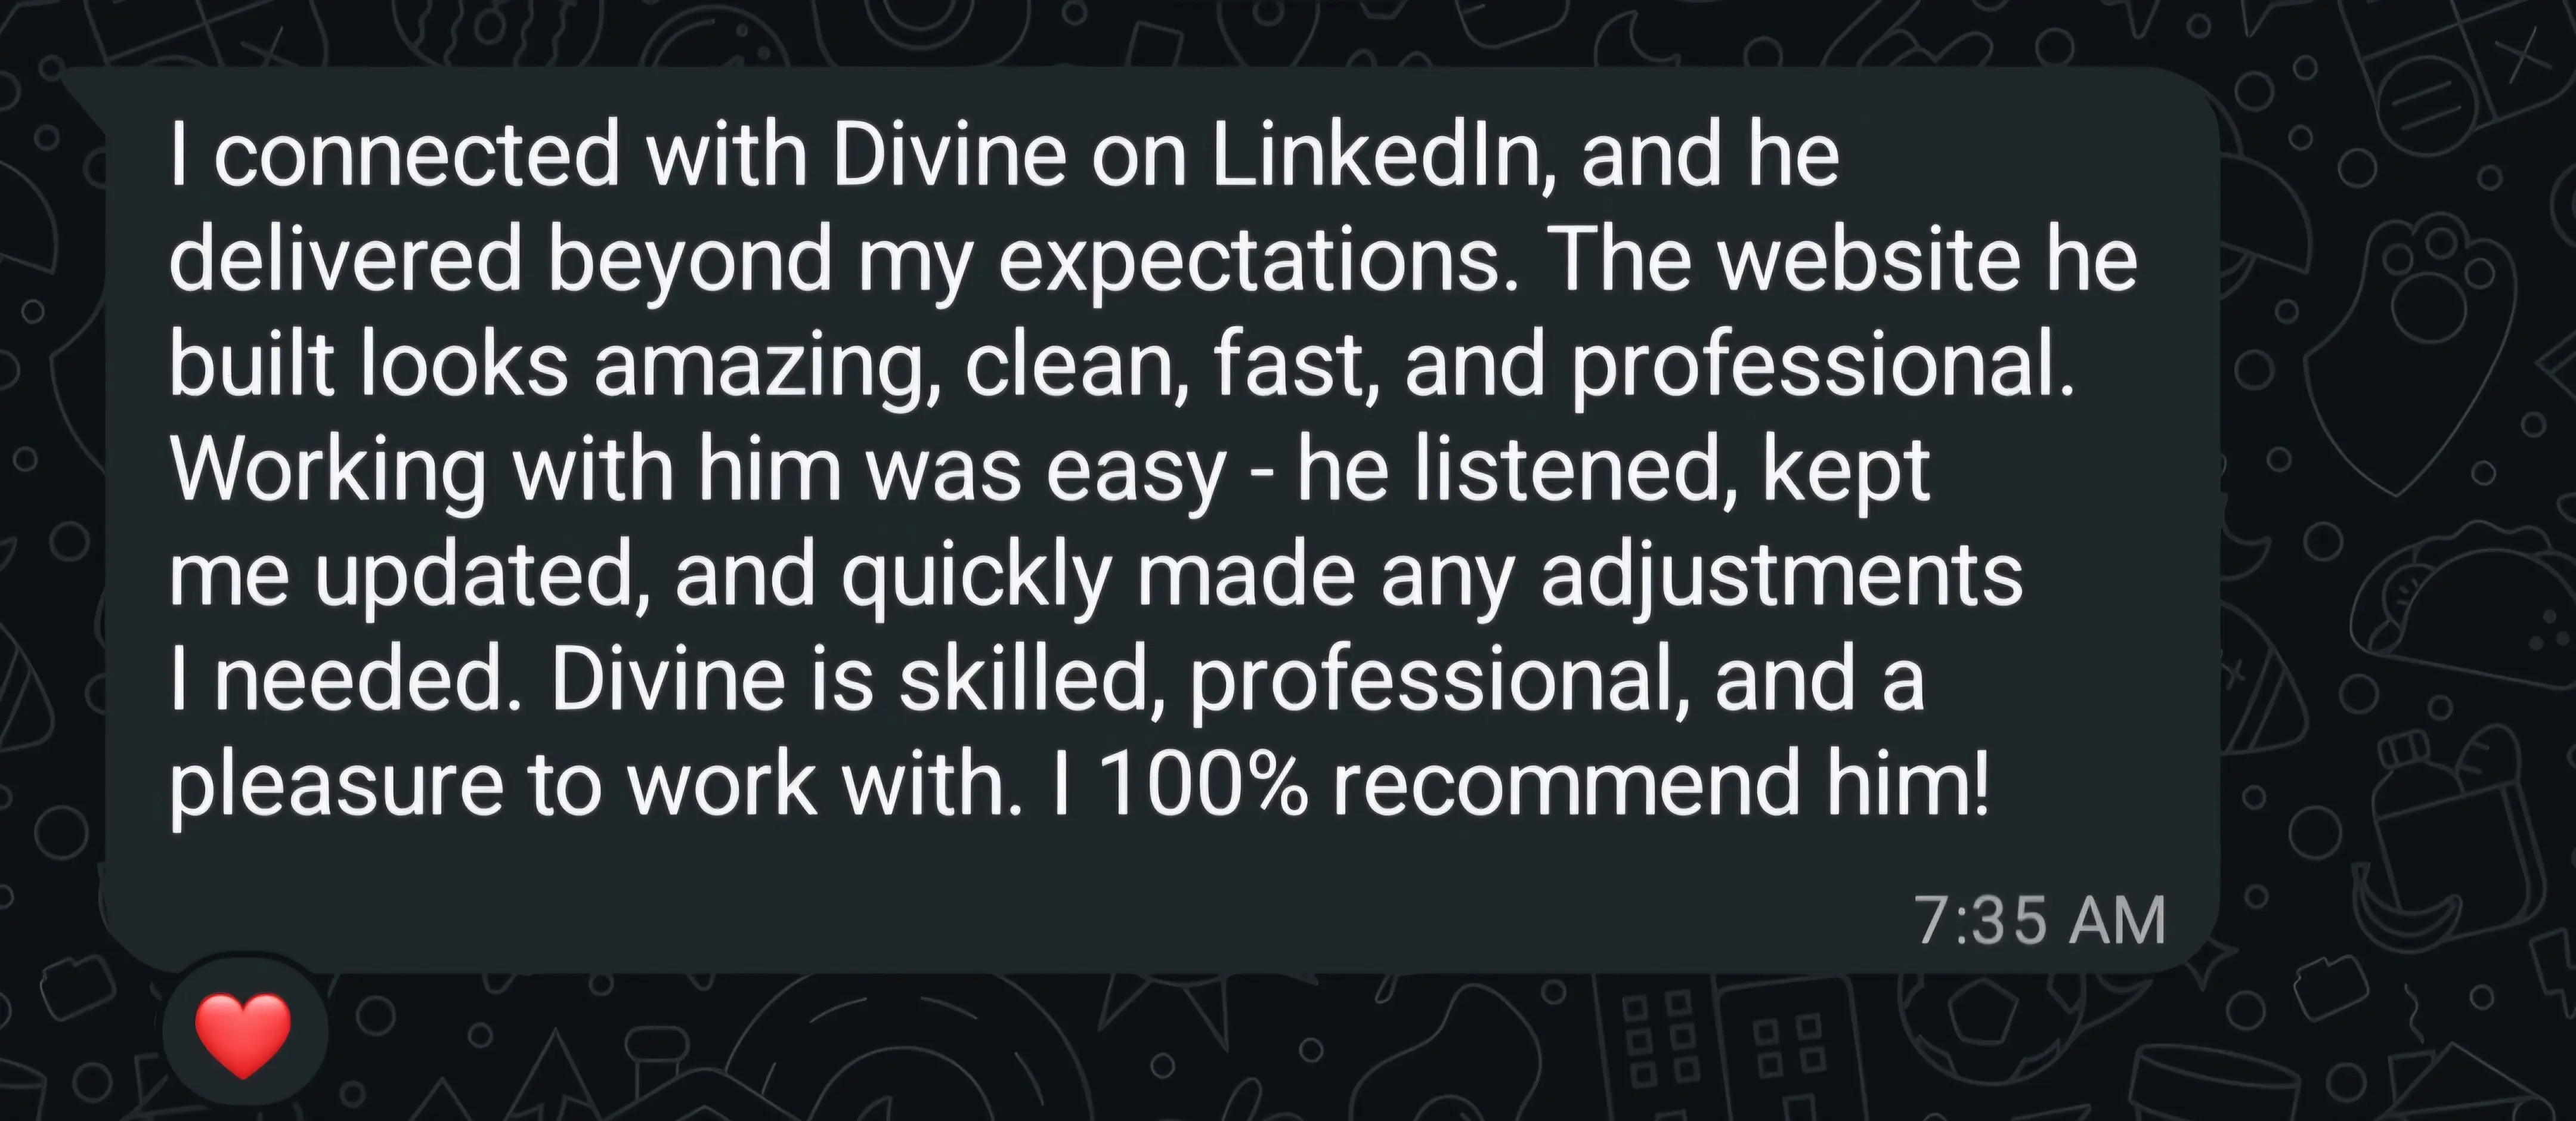 I connected with Divine on LinkedIn, and he
delivered beyond my expectations. The website he
built looks amazing, clean, fast, and professional.
Working with him was easy - he listened, kept
me updated, and quickly made any adjustments
I needed. Divine is skilled, professional, and a
pleasure to work with. I 100% recommend him!
7:35 AM